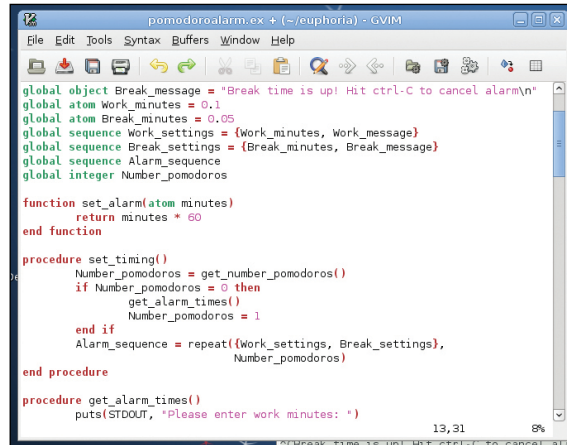 pomodoroalarm.ex + (~/euphoria) - GVIM
File Edit Tools Syntax Buffers Window Help
global object Break_message = "Break time is up! Hit ctrl-C to cancel alarm\n"
global atom Work_minutes = 0.1
global atom Break_minutes = 0.05
global sequence Work_settings = {Work_minutes, Work_message}
global sequence Break_settings = {Break_minutes, Break_message}
global sequence Alarm_sequence
global integer Number_pomodoros
function set_alarm(atom minutes)
return minutes * 60
end function
procedure set_timing()
Number_pomodoros = get_number_pomodoros()
if Number_pomodoros = 0 then
get_alarm_times()
Number_pomodoros = 1
end if
Alarm_sequence = repeat({Work_settings, Break_settings},
Number_pomodoros)
end procedure
procedure get_alarm_times()
puts(STDOUT, "Please enter work minutes: ")
13,31 8%